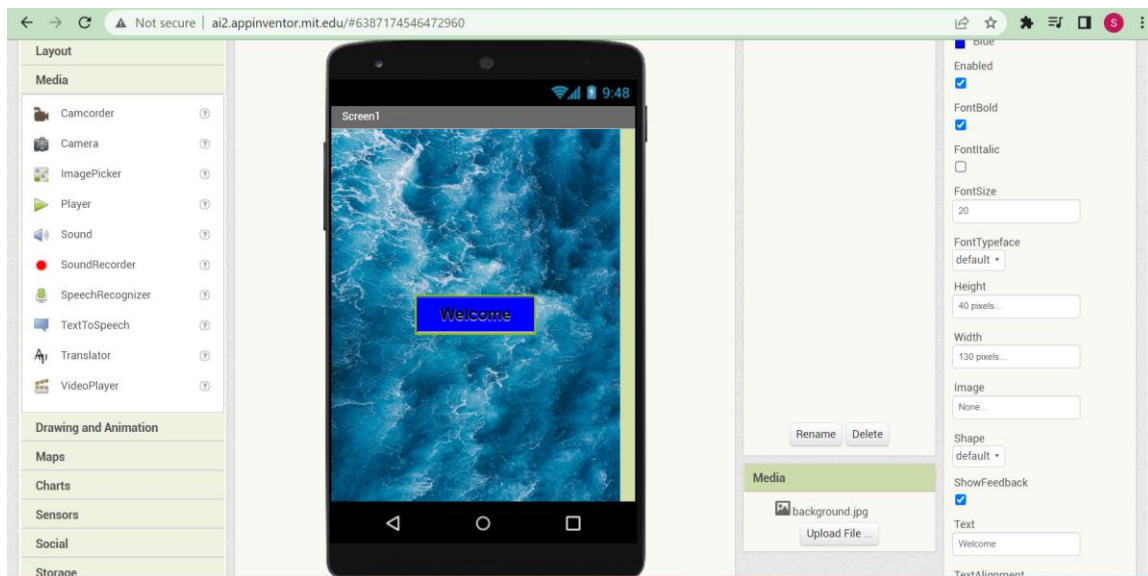 Not secure | ai2.appinventor.mit.edu/#6387174546472960
S
Layout
Media
Camcorder
Camera
ImagePicker
Player
Sound
SoundRecorder
SpeechRecognizer
TextToSpeech
Translator
VideoPlayer
Drawing and Animation
Maps
Charts
Sensors
Social
Storage
9:48
Screen1
Welcome
Rename Delete
Media
background.jpg
Upload File ...
Blue
Enabled
FontBold
FontItalic
FontSize
20
FontTypeface
default
Height
40 pixels...
Width
130 pixels...
Image
None...
Shape
default
ShowFeedback
Text
Welcome
TextAlignment